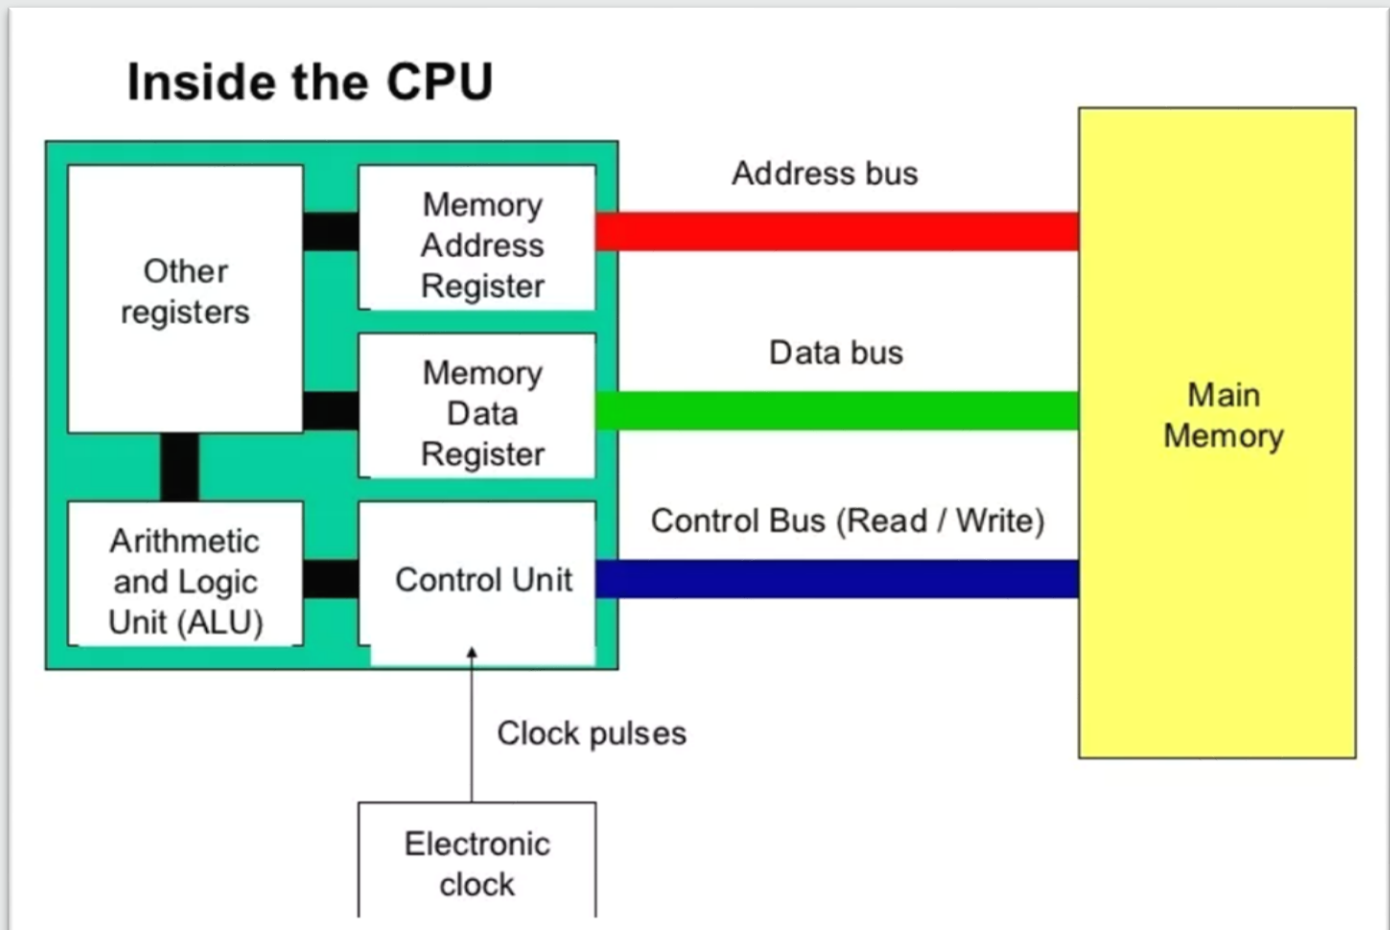 Inside the CPU
Other
registers
Memory
Address
Register
Address bus
Memory
Data
Register
Data bus
Main
Memory
Arithmetic
and Logic
Unit (ALU)
Control Unit
Control Bus (Read / Write)
Clock pulses
Electronic
clock